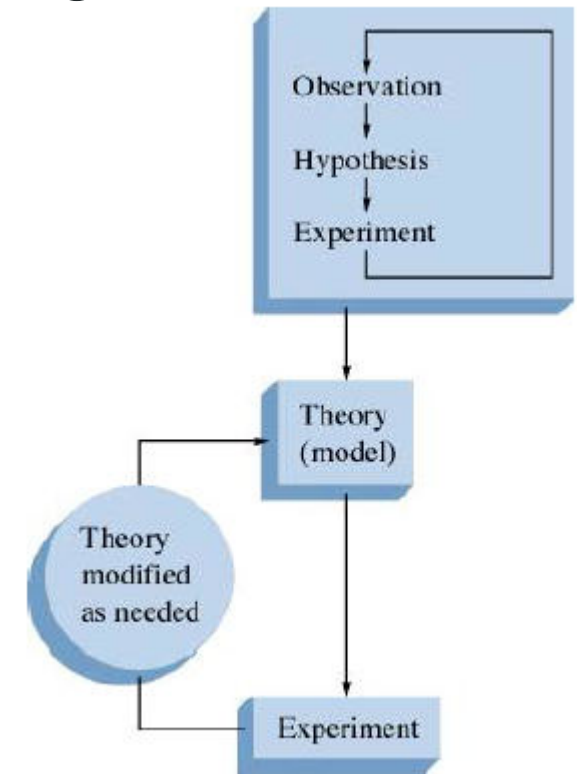 Observation
Hypothesis
Experiment
Theory
(model)
Theory
modified
as needed
Experiment